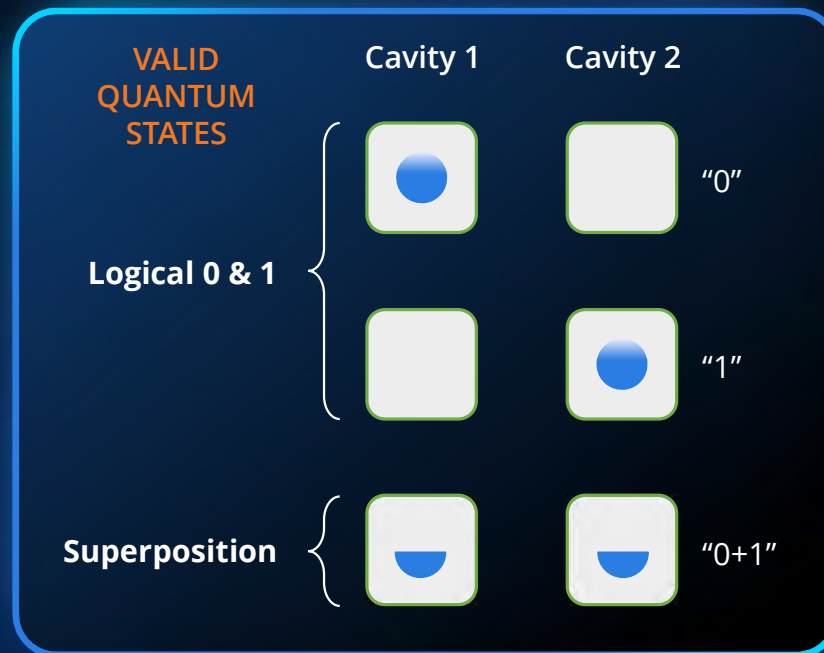 VALID
QUANTUM
STATES
Cavity 1
Cavity 2
“0”
Logical 0 & 1
“1”
Superposition
“0+1”